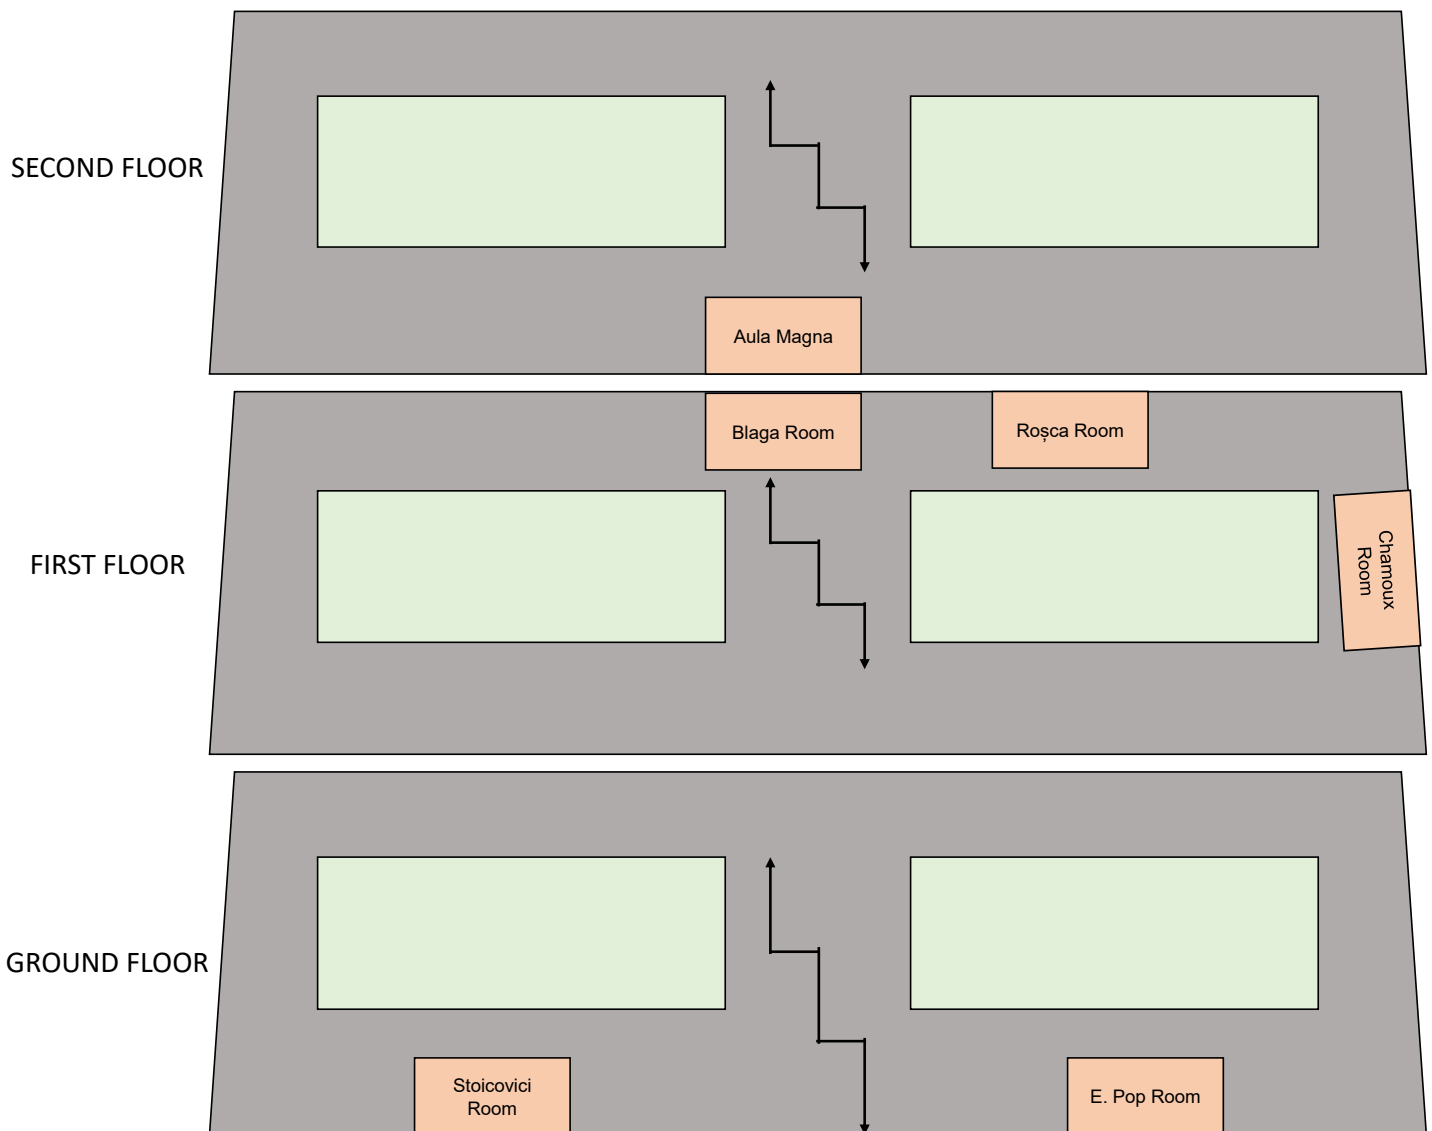 SECOND FLOOR
Aula Magna
Blaga Room
Roșca Room
FIRST FLOOR
Chamoux
Room
GROUND FLOOR
Stoicovici
Room
E. Pop Room